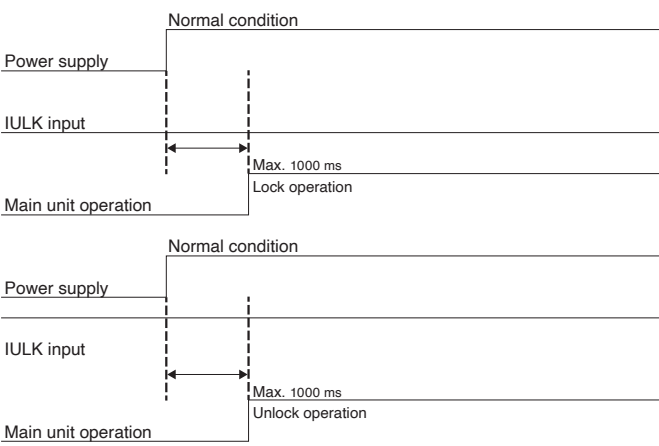 Normal condition
Power supply
IULK input
Max. 1000 ms
Lock operation
Main unit operation
Normal condition
Power supply
IULK input
Max. 1000 ms
Unlock operation
Main unit operation